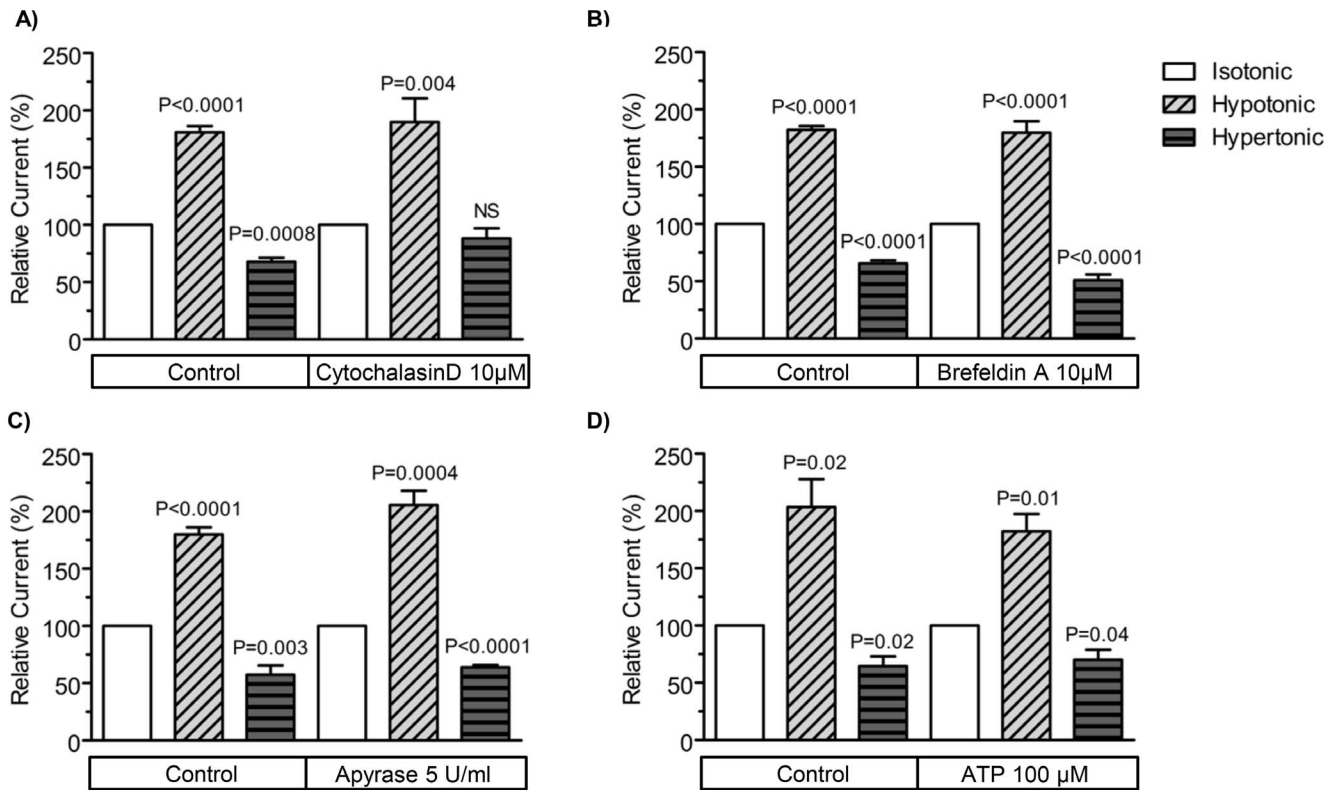 A)
Relative Current (%)
250
200
150
100
50
0
P<0.0001
P=0.0008
P=0.004
NS
Control
CytochalasinD 10µM
B)
Relative Current (%)
250
200
150
100
50
0
P<0.0001
P<0.0001
P<0.0001
P<0.0001
Control
Brefeldin A 10µM
Isotonic
Hypotonic
Hypertonic
C)
Relative Current (%)
250
200
150
100
50
0
P<0.0001
P=0.003
P=0.0004
P<0.0001
Control
Apyrase 5 U/ml
D)
Relative Current (%)
250
200
150
100
50
0
P=0.02
P=0.02
P=0.01
P=0.04
Control
ATP 100 µM